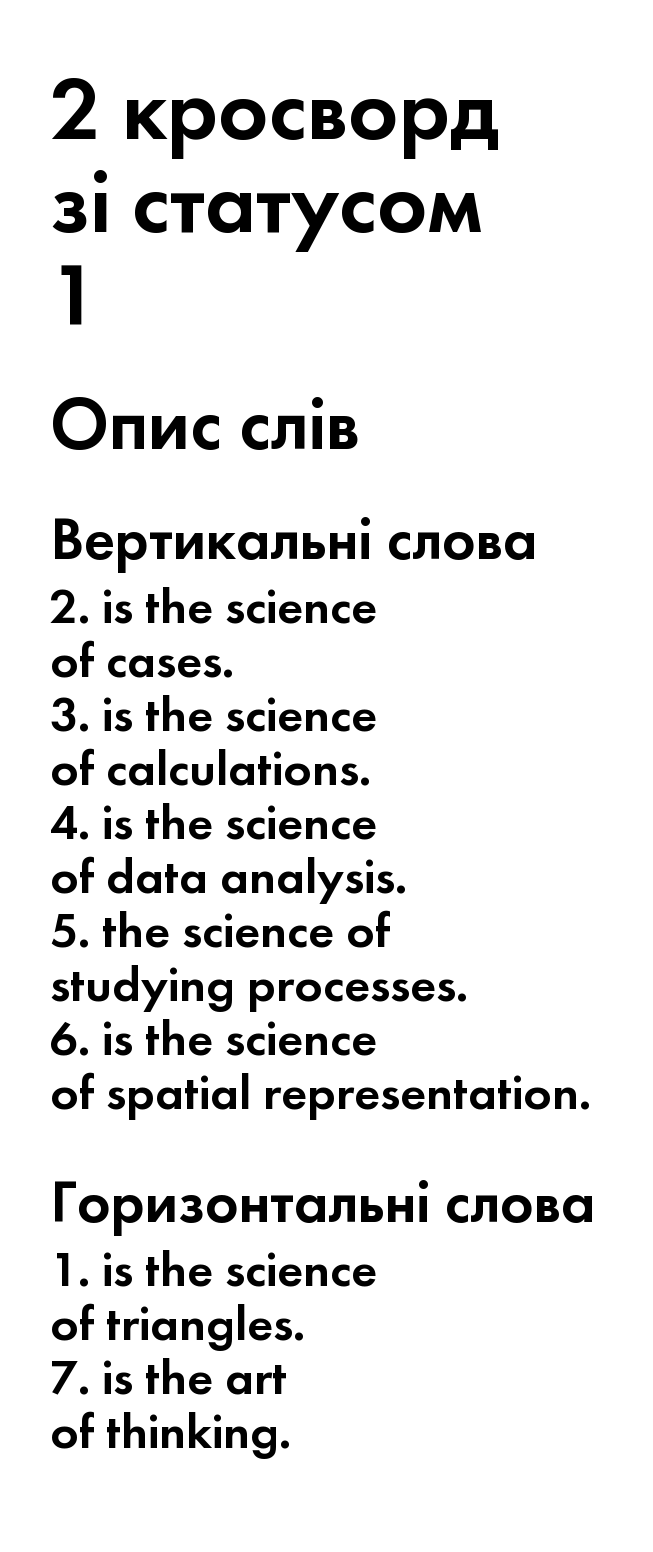 2 кросворд
зі статусом
1
Опис слів
Вертикальні слова
2. is the science
of cases.
3. is the science
of calculations.
4. is the science
of data analysis.
5. the science of
studying processes.
6. is the science
of spatial representation.
Горизонтальні слова
1. is the science
of triangles.
7. is the art
of thinking.